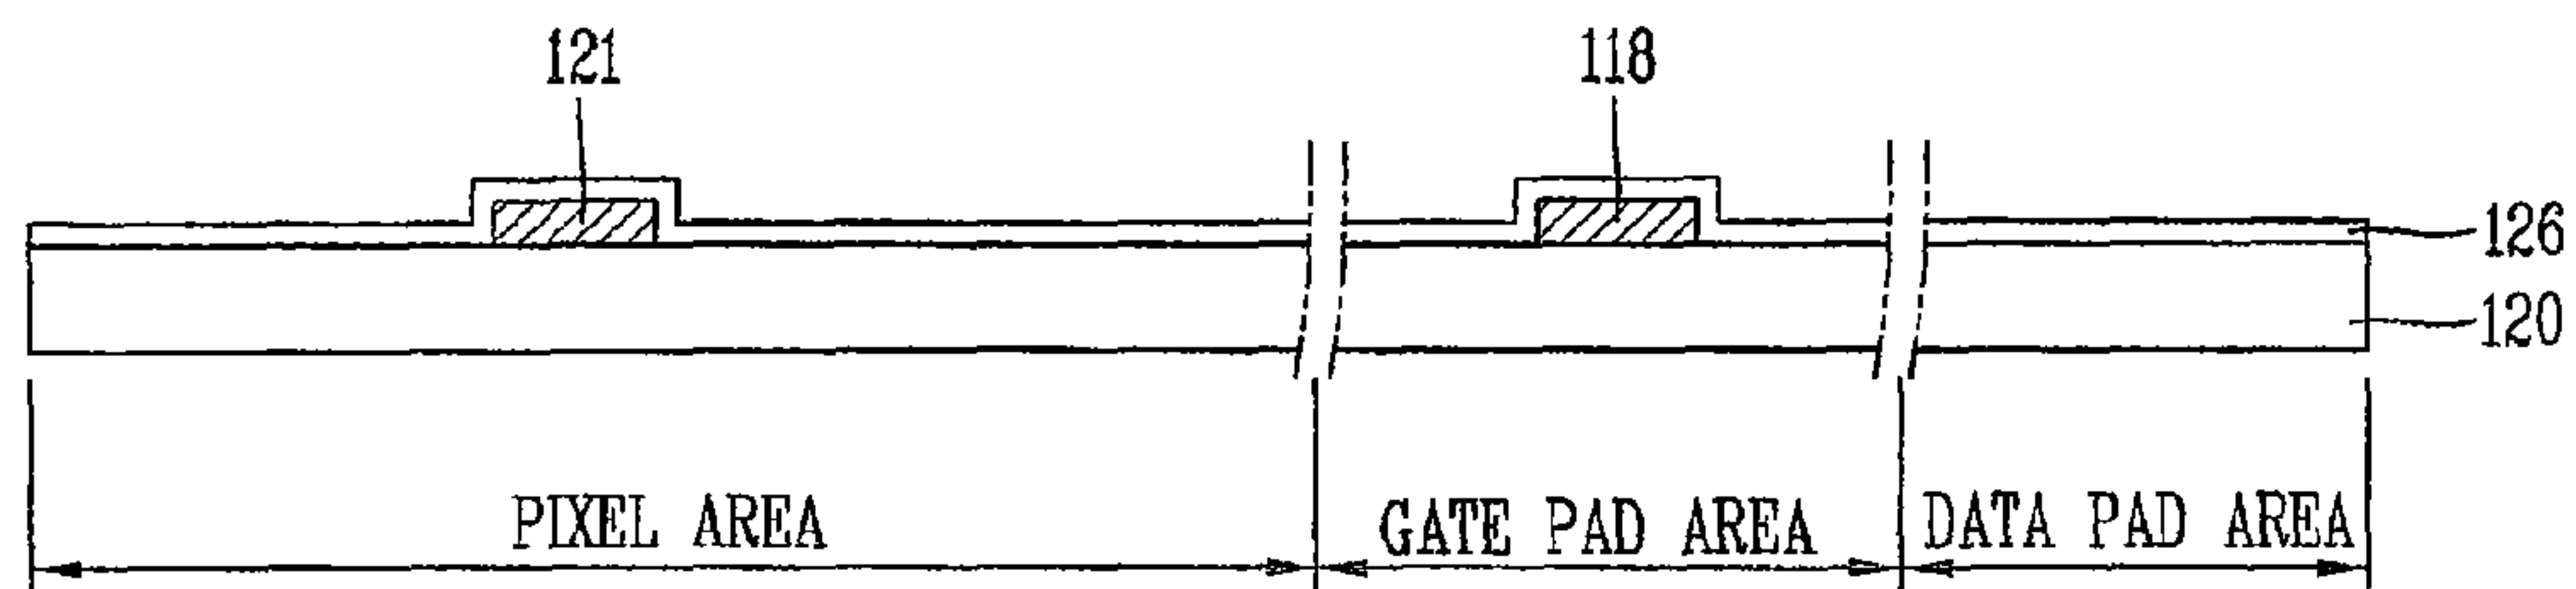 121
118
126
120
PIXEL AREA
GATE PAD AREA
DATA PAD AREA